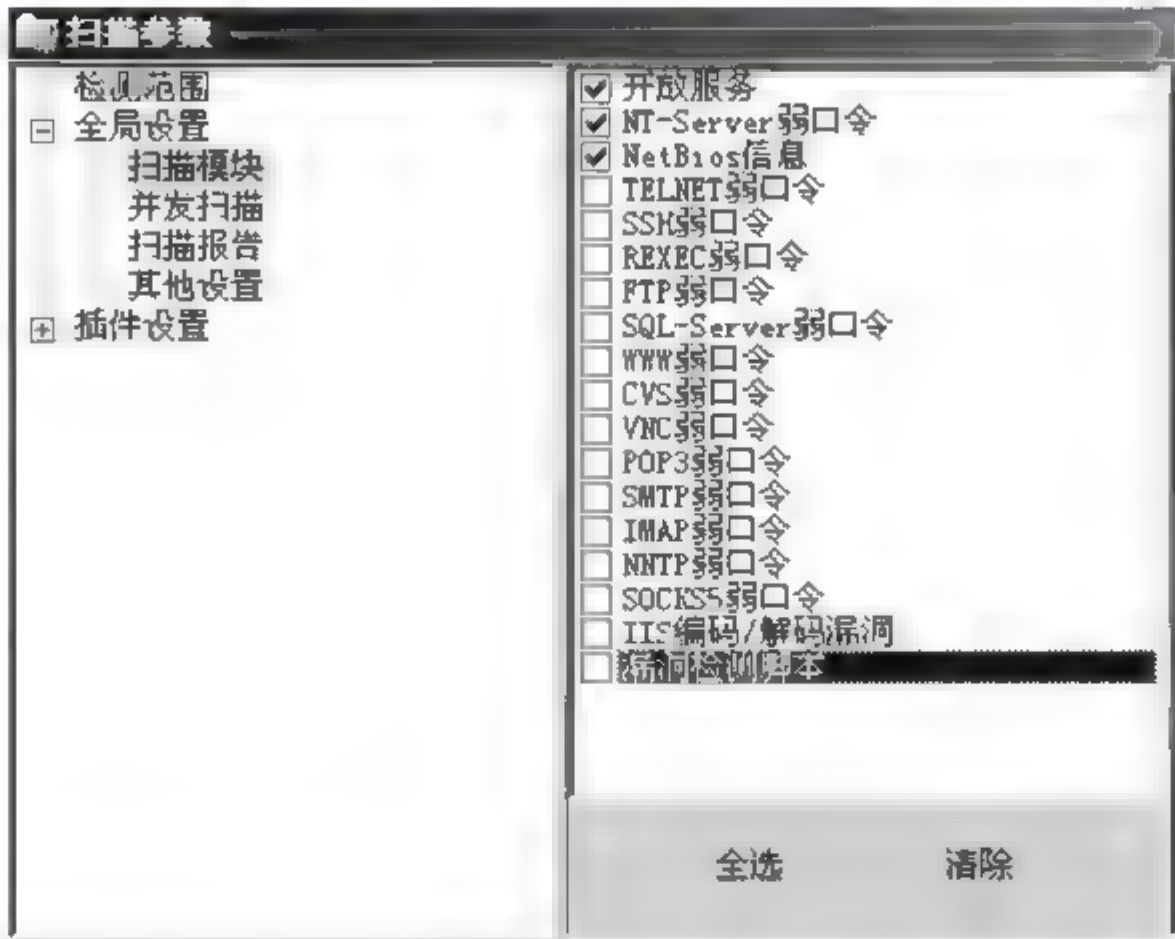 扫描参数
检测范围
全局设置
扫描模块
并发扫描
扫描报告
其他设置
插件设置
开放服务
NT-Server弱口令
NetBios信息
TELNET弱口令
SSH弱口令
REXEC弱口令
FTP弱口令
SQL-Server弱口令
WWW弱口令
CVS弱口令
VNC弱口令
POP3弱口令
SMTP弱口令
IMAP弱口令
NNTP弱口令
SOCKS5弱口令
IIS编码/解码漏洞
漏洞检测脚本
全选 清除